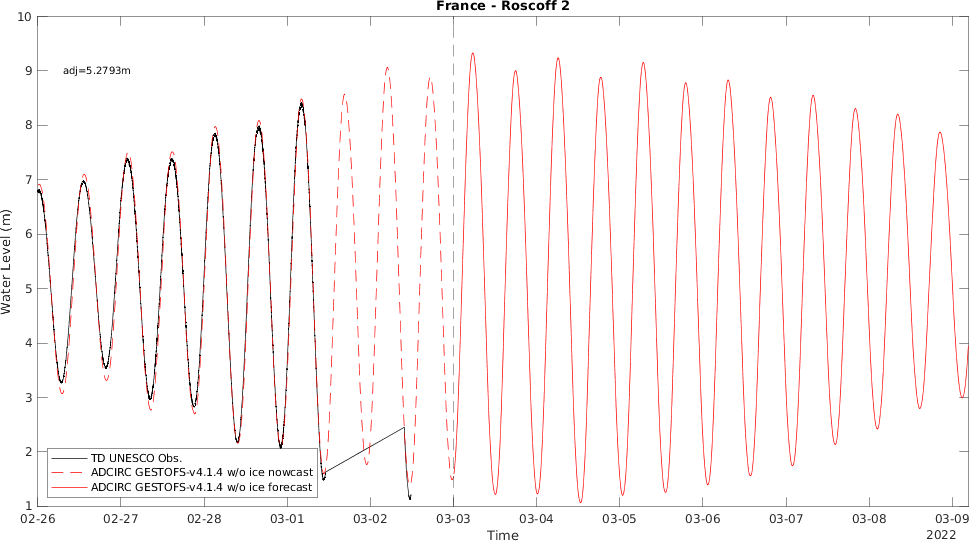 France - Roscoff 2
adj=5.2793m
10
9
8
7
6
5
4
3
2
1
Water Level (m)
TD UNESCO Obs.
ADCIRC GESTOFS-v4.1.4 w/o ice nowcast
ADCIRC GESTOFS-v4.1.4 w/o ice forecast
02-26 02-27 02-28 03-01 03-02 03-03 03-04 03-05 03-06 03-07 03-08 03-09
2022
Time